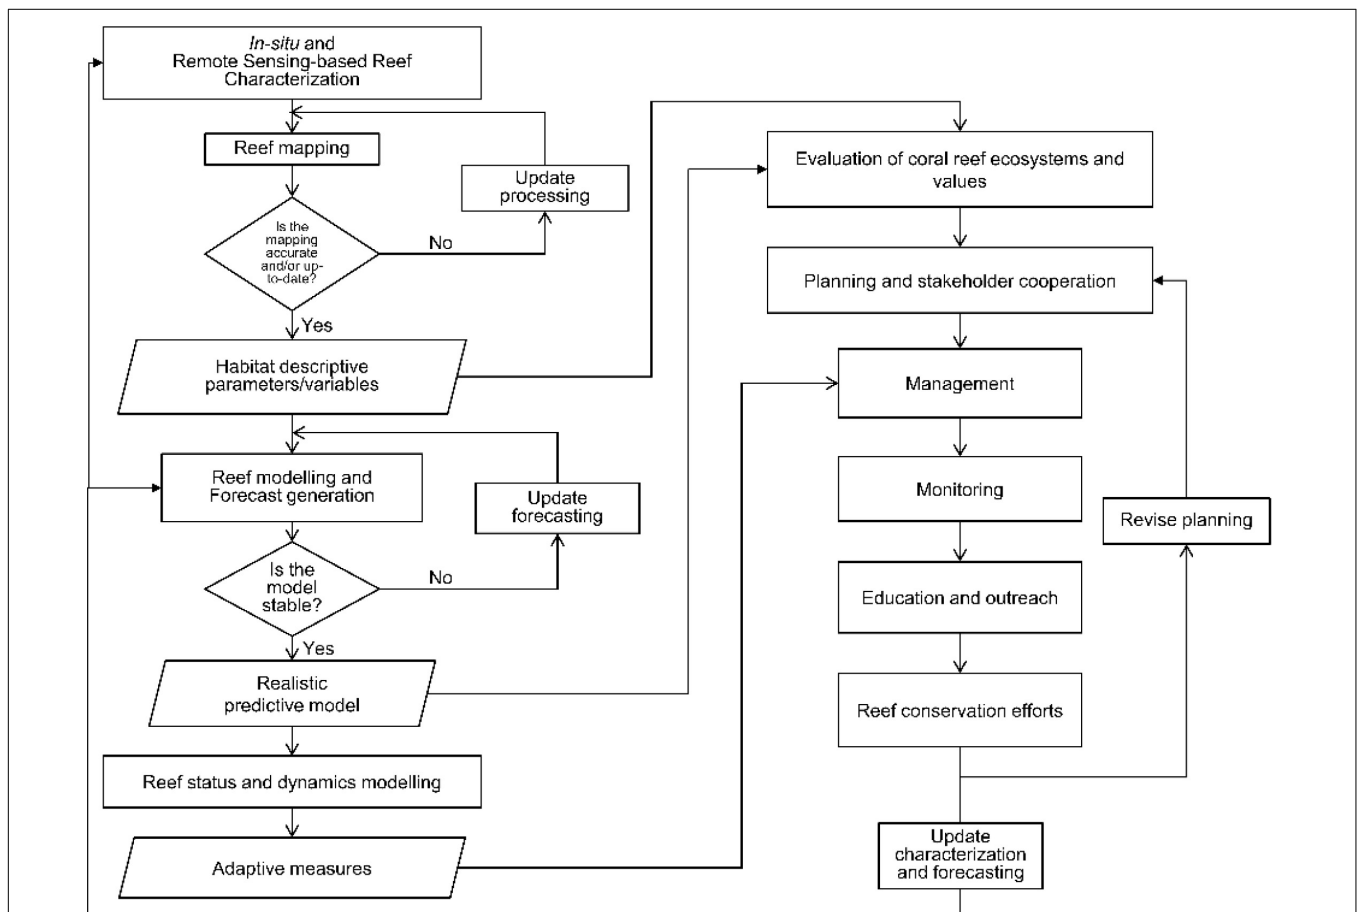 In-situ and
Remote Sensing-based Reef
Characterization
Reef mapping
Update
processing
Is the
mapping
accurate
and/or up-
to-date?
No
Yes
Habitat descriptive
parameters/variables
Reef modelling and
Forecast generation
Update
forecasting
Is the
model
stable?
No
Yes
Realistic
predictive model
Reef status and dynamics modelling
Adaptive measures
Evaluation of coral reef ecosystems and
values
Planning and stakeholder cooperation
Management
Monitoring
Revise planning
Education and outreach
Reef conservation efforts
Update
characterization
and forecasting